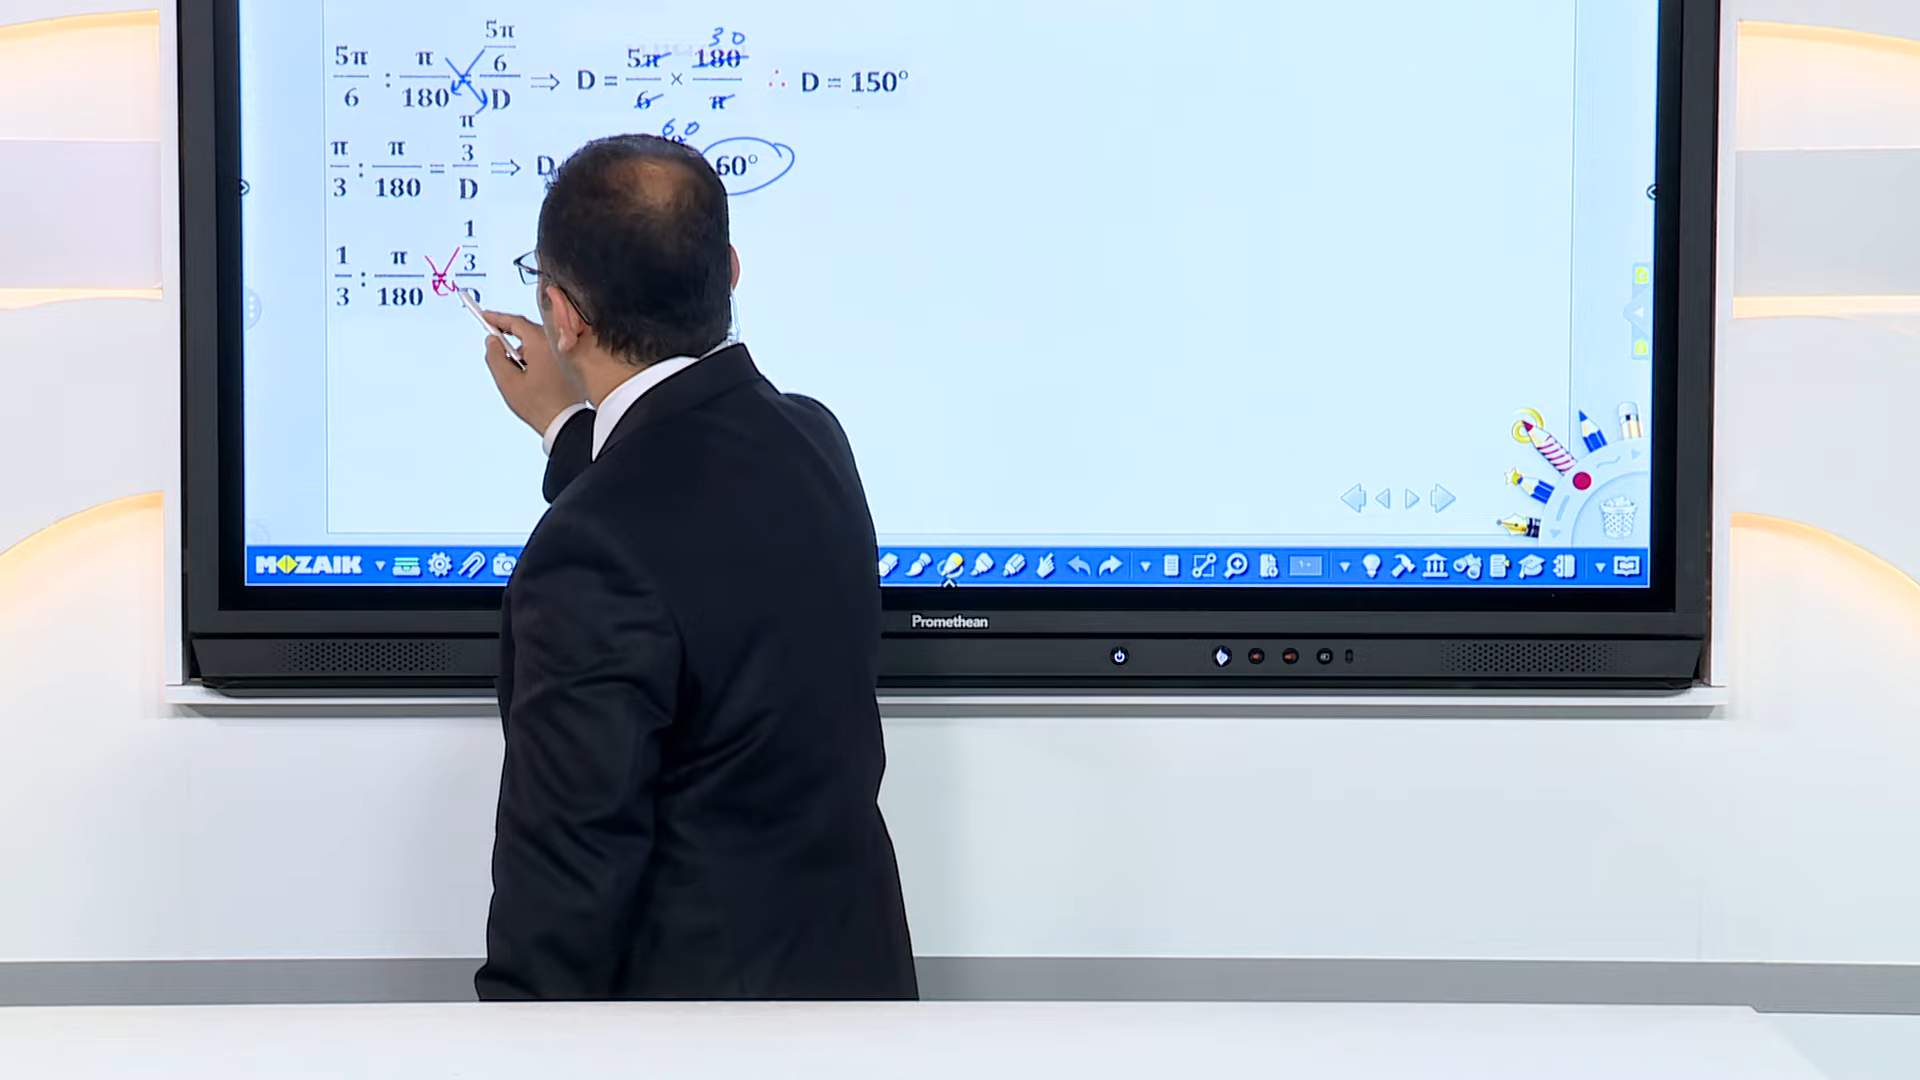 5π/6 : π/180 = 5π/6/D ⟹ D = 5π/6 × 180/π ∴ D = 150°
30
π/3 : π/180 = π/3/D ⟹ D 60°
60
1/3 : π/180 = 1/3/D
MOZAIK
Promethean